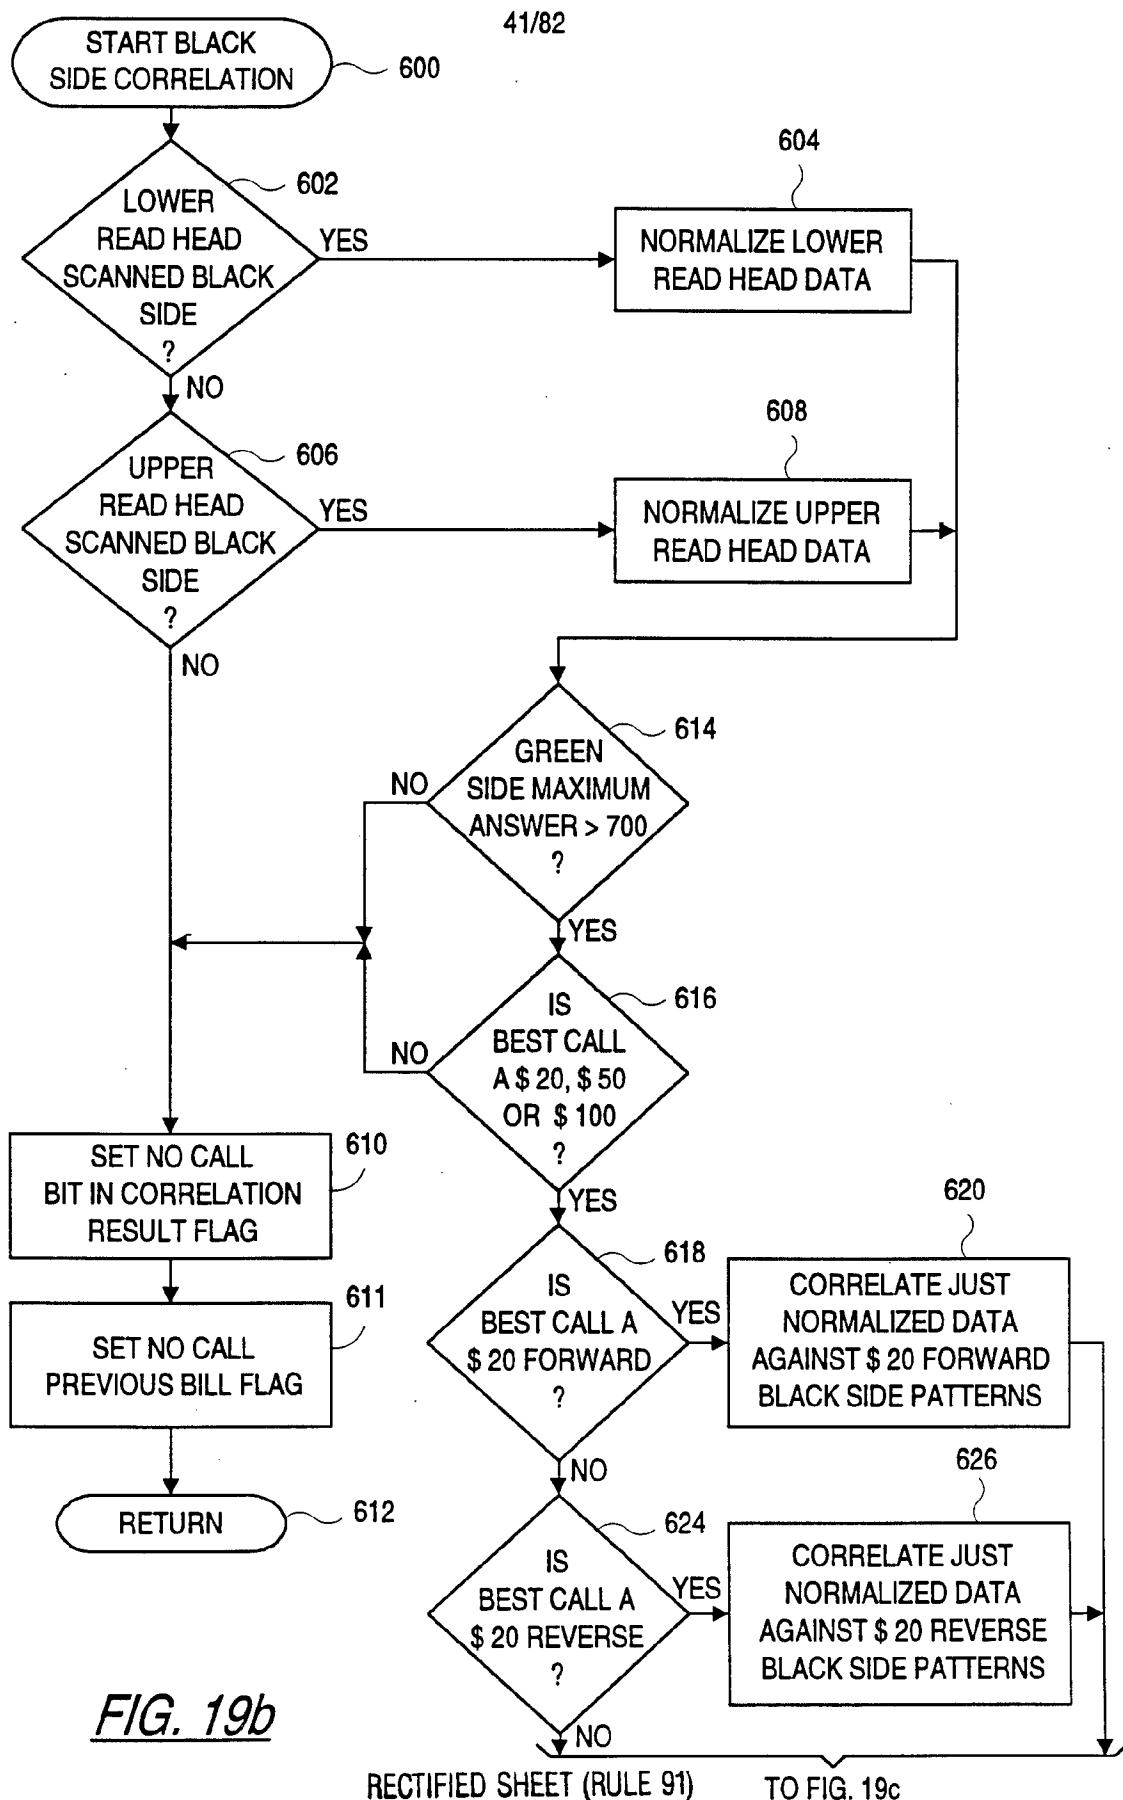 41/82
START BLACK
SIDE CORRELATION
600
LOWER
READ HEAD
SCANNED BLACK
SIDE
?
602
YES
NO
604
NORMALIZE LOWER
READ HEAD DATA
UPPER
READ HEAD
SCANNED BLACK
SIDE
?
606
YES
NO
608
NORMALIZE UPPER
READ HEAD DATA
GREEN
SIDE MAXIMUM
ANSWER > 700
?
614
NO
YES
IS
BEST CALL
A $ 20, $ 50
OR $ 100
?
616
NO
YES
SET NO CALL
BIT IN CORRELATION
RESULT FLAG
610
SET NO CALL
PREVIOUS BILL FLAG
611
RETURN
612
IS
BEST CALL A
$ 20 FORWARD
?
618
YES
NO
620
CORRELATE JUST
NORMALIZED DATA
AGAINST $ 20 FORWARD
BLACK SIDE PATTERNS
IS
BEST CALL A
$ 20 REVERSE
?
624
YES
NO
626
CORRELATE JUST
NORMALIZED DATA
AGAINST $ 20 REVERSE
BLACK SIDE PATTERNS
FIG. 19b
RECTIFIED SHEET (RULE 91)
TO FIG. 19c